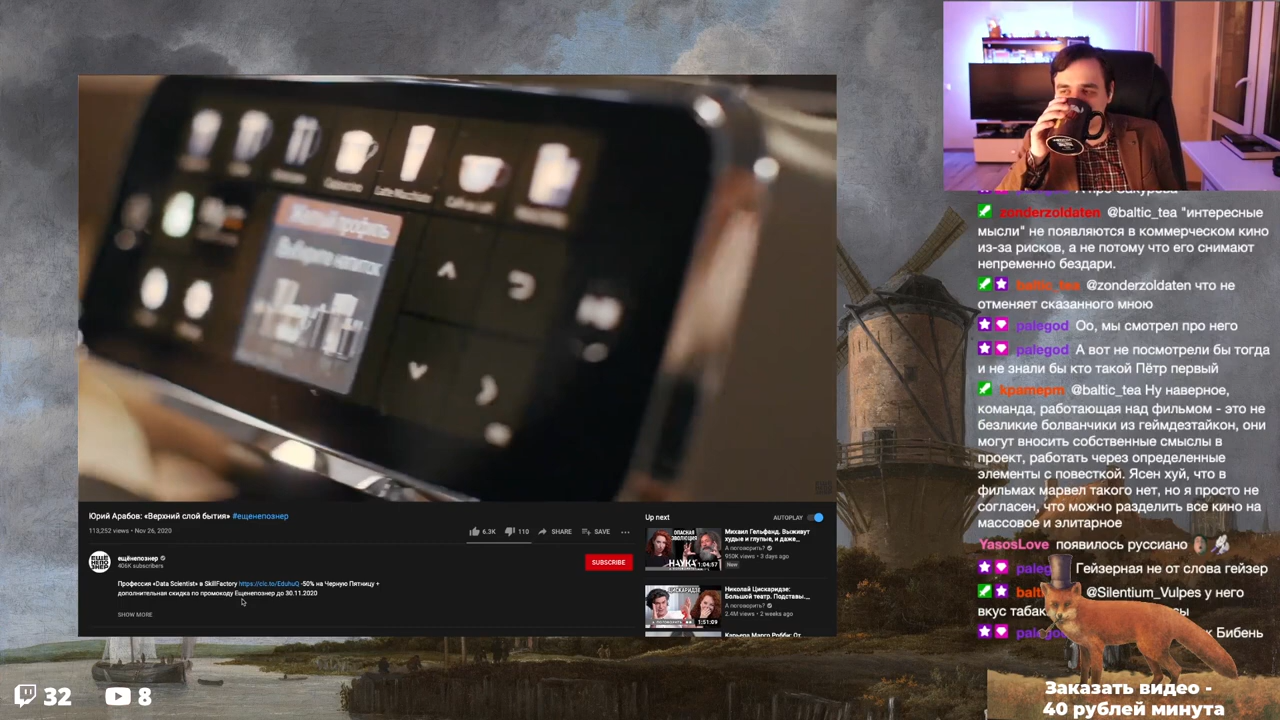 Юрий Арабов: «Верхний слой бытия» #ещенепознер
113,252 views • Nov 26, 2020
6.3K
110
SHARE
SAVE
ещёнепознер
406K subscribers
SUBSCRIBE
Профессия «Data Scientist» в SkillFactory https://clc.to/EduhuQ -50% на Черную Пятницу +
дополнительная скидка по промокоду Ещенепознер до 30.11.2020
SHOW MORE
Up next
AUTOPLAY
ОПАСНАЯ
ЭВОЛЮЦИЯ
НАУКА
1:04:57
Михаил Гельфанд. Выживут
худые и глупые, и даже...
А поговорить?
950K views • 3 days ago
New
ЦИСКАРИДЗЕ
1:51:09
Николай Цискаридзе:
Большой театр. Подставы...
А поговорить?
2.4M views • 2 weeks ago
zonderzoldaten @baltic_tea "интересные
мысли" не появляются в коммерческом кино
из-за рисков, а не потому что его снимают
непременно бездари.
baltic_tea @zonderzoldaten что не
отменяет сказанного мною
palegod Оо, мы смотрел про него
palegod А вот не посмотрели бы тогда
и не знали бы кто такой Пётр первый
kpamepm @baltic_tea Ну наверное,
команда, работающая над фильмом - это не
безликие болванчики из геймдезтайкон, они
могут вносить собственные смыслы в
проект, работать через определенные
элементы с повесткой. Ясен хуй, что в
фильмах марвел такого нет, но я просто не
согласен, что можно разделить все кино на
массовое и элитарное
YasosLove появилось руссиано
Гейзерная не от слова гейзер
@Silentium_Vulpes у него
вкус
Бибень
Заказать видео -
40 рублей минута
32
8